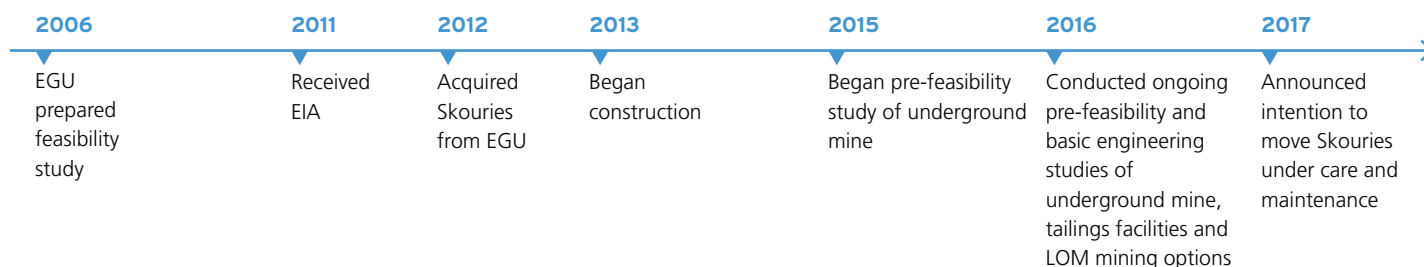 2006
EGU
prepared
feasibility
study
2011
Received
EIA
2012
Acquired
Skouries
from EGU
2013
Began
construction
2015
Began pre-feasibility
study of underground
mine
2016
Conducted ongoing
pre-feasibility and
basic engineering
studies of
underground mine,
tailings facilities and
LOM mining options
2017
Announced
intention to
move Skouries
under care and
maintenance